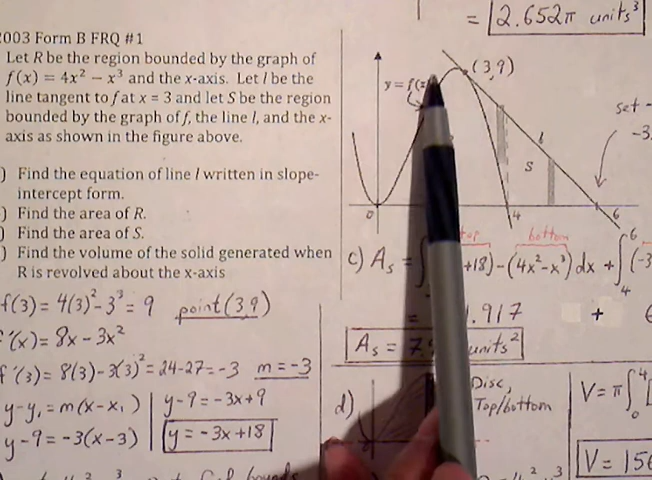 = 2.652π units³
2003 Form B FRQ #1
Let R be the region bounded by the graph of
f(x) = 4x² − x³ and the x-axis. Let l be the
line tangent to f at x = 3 and let S be the region
bounded by the graph of f, the line l, and the x-
axis as shown in the figure above.
) Find the equation of line l written in slope-
intercept form.
) Find the area of R.
) Find the area of S.
) Find the volume of the solid generated when
R is revolved about the x-axis
f(3) = 4(3)² − 3³ = 9 point (3,9)
f'(x) = 8x − 3x²
f'(3) = 8(3) − 3(3)² = 24 − 27 = −3 m = −3
y − y₁ = m(x − x₁) y − 9 = −3x + 9
y − 9 = −3(x − 3) y = −3x + 18
y = f(x)
(3,9)
l
S
set -
-3
0 4 6
top bottom
c) A_S = ∫ +18) − (4x² − x³) dx + ∫₄⁶ (−3
= .917 + 6
A_S = 7. units²
d)
Disc,
Top/bottom
V = π∫₀⁴
V = 156